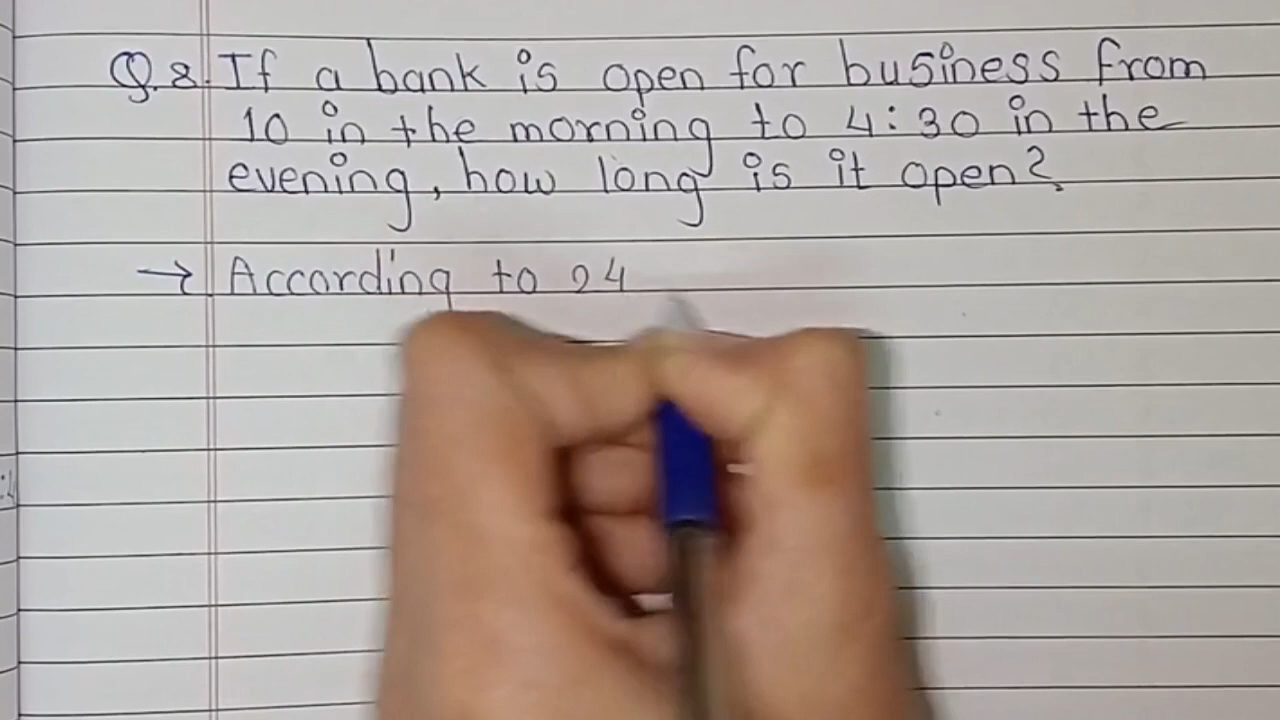 Q.8. If a bank is open for business from
10 in the morning to 4:30 in the
evening, how long is it open?
→ According to 24